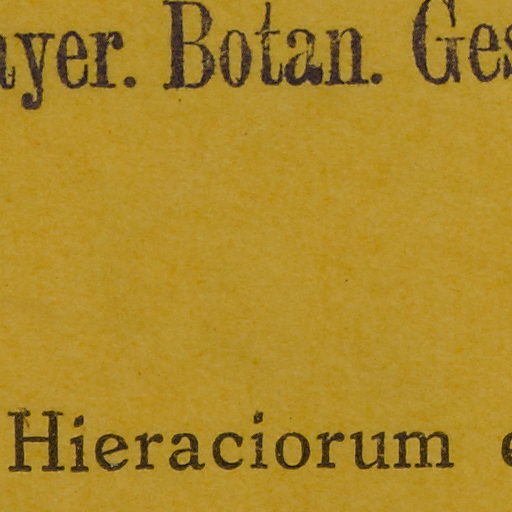 ayer. Botan. Ges
Hieraciorum e